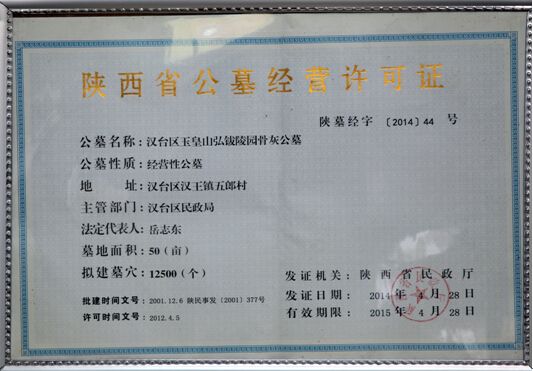 陕西省公墓经营许可证
陕墓经字 〔2014〕44 号
公墓名称：汉台区玉皇山弘钹陵园骨灰公墓
公墓性质：经营性公墓
地 址：汉台区汉王镇五郎村
主管部门：汉台区民政局
法定代表人：岳志东
墓地面积：50（亩）
拟建墓穴：12500（个）
批建时间文号：2001.12.6 陕民事发〔2001〕377号
许可时间文号：2012.4.5
发证机关：陕西省民政厅
发证日期：2014年 4月 28日
有效期限：2015年 4月 28日